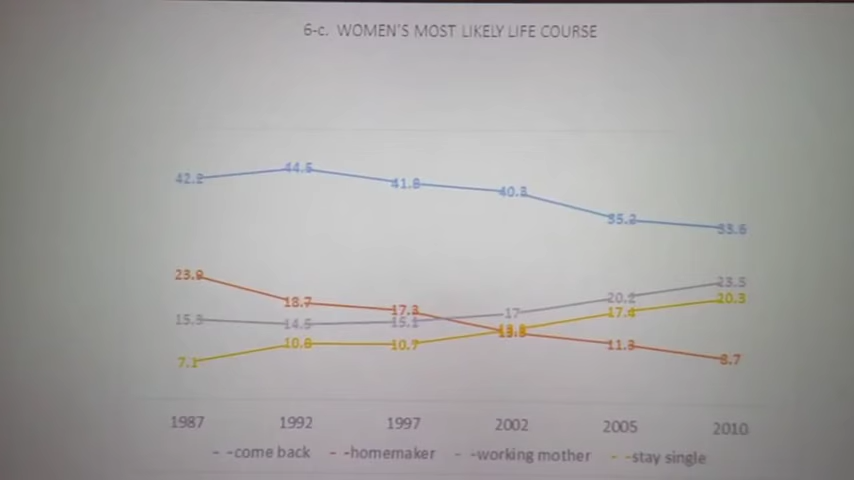 6-c. WOMEN'S MOST LIKELY LIFE COURSE
42.2 44.5 41.8 40.3 35.2 33.6
23.9 18.7 17.3 11.3 8.7
15.3 14.5 15.1 17 20.2 23.5
7.1 10.8 10.7 17.4 20.3
1987 1992 1997 2002 2005 2010
- -come back - -homemaker - -working mother - -stay single